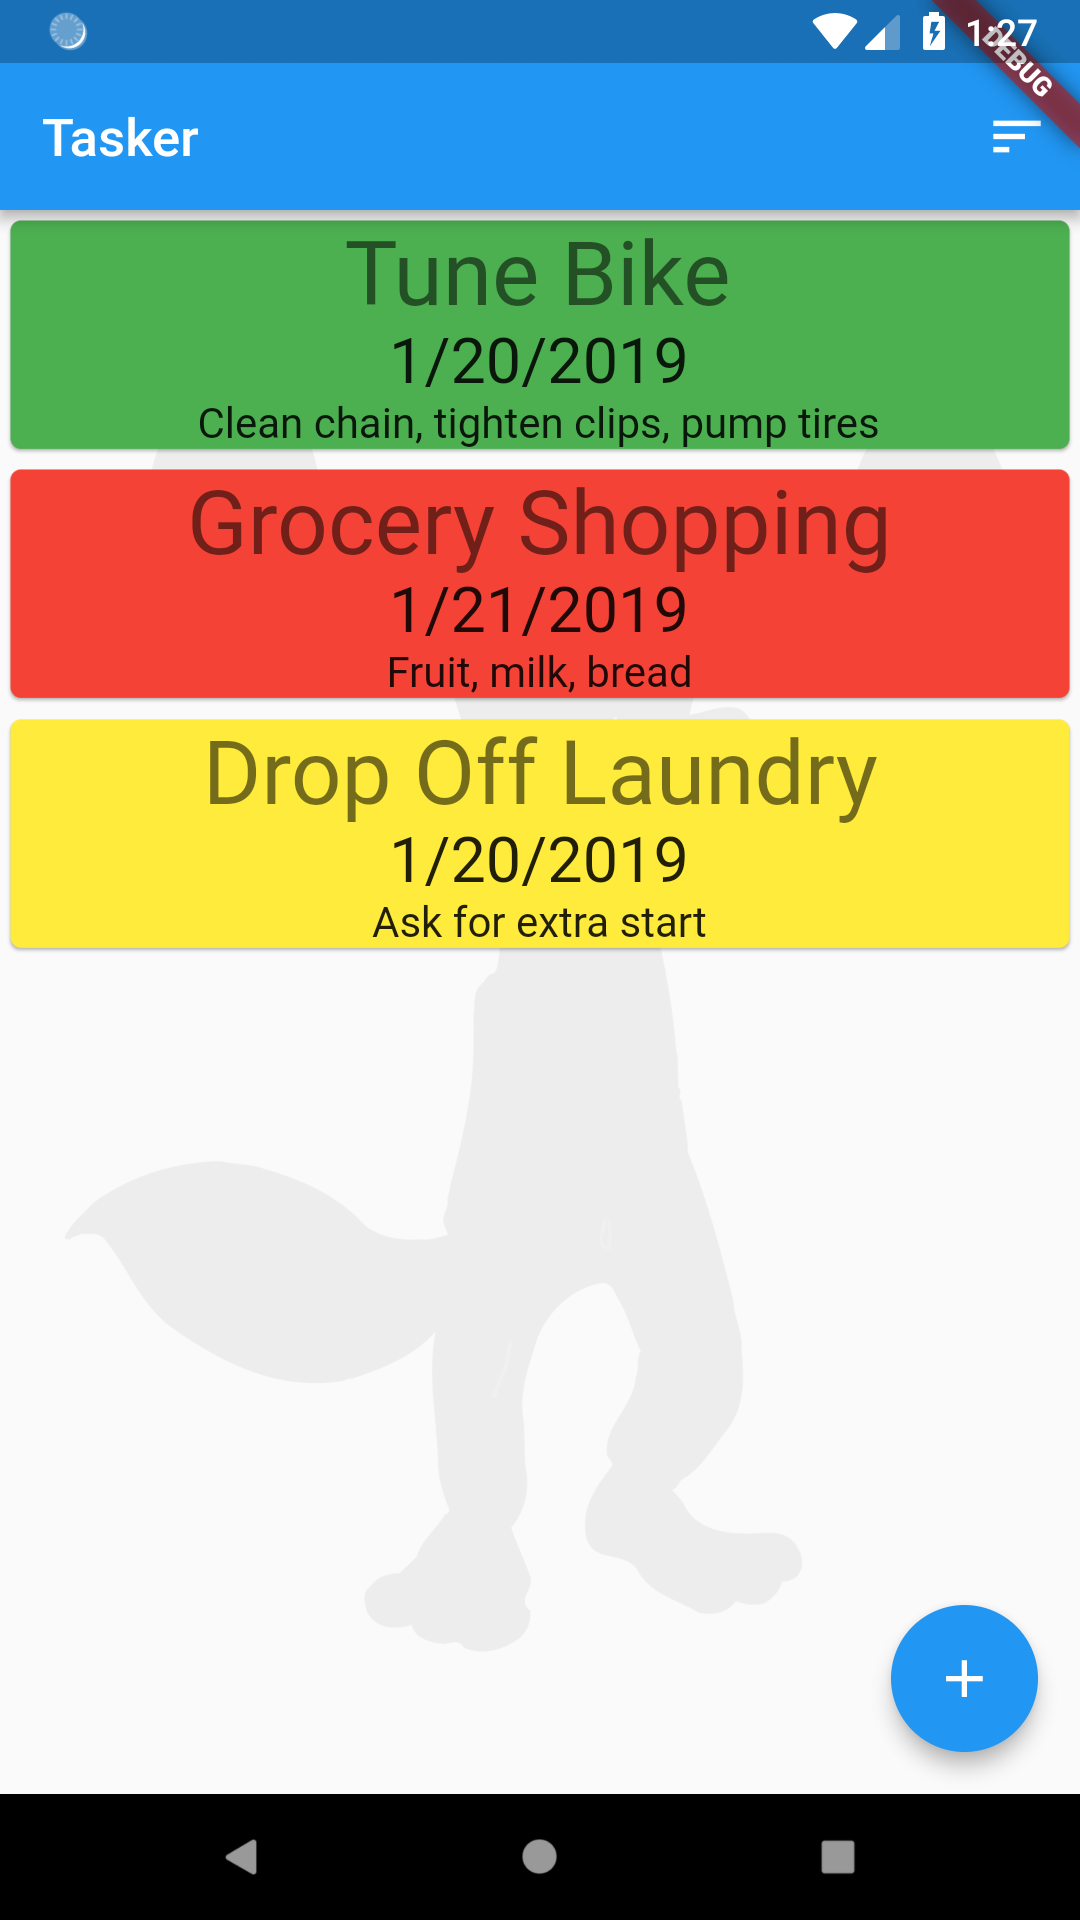 1:27
DEBUG
Tasker
Tune Bike
1/20/2019
Clean chain, tighten clips, pump tires
Grocery Shopping
1/21/2019
Fruit, milk, bread
Drop Off Laundry
1/20/2019
Ask for extra start